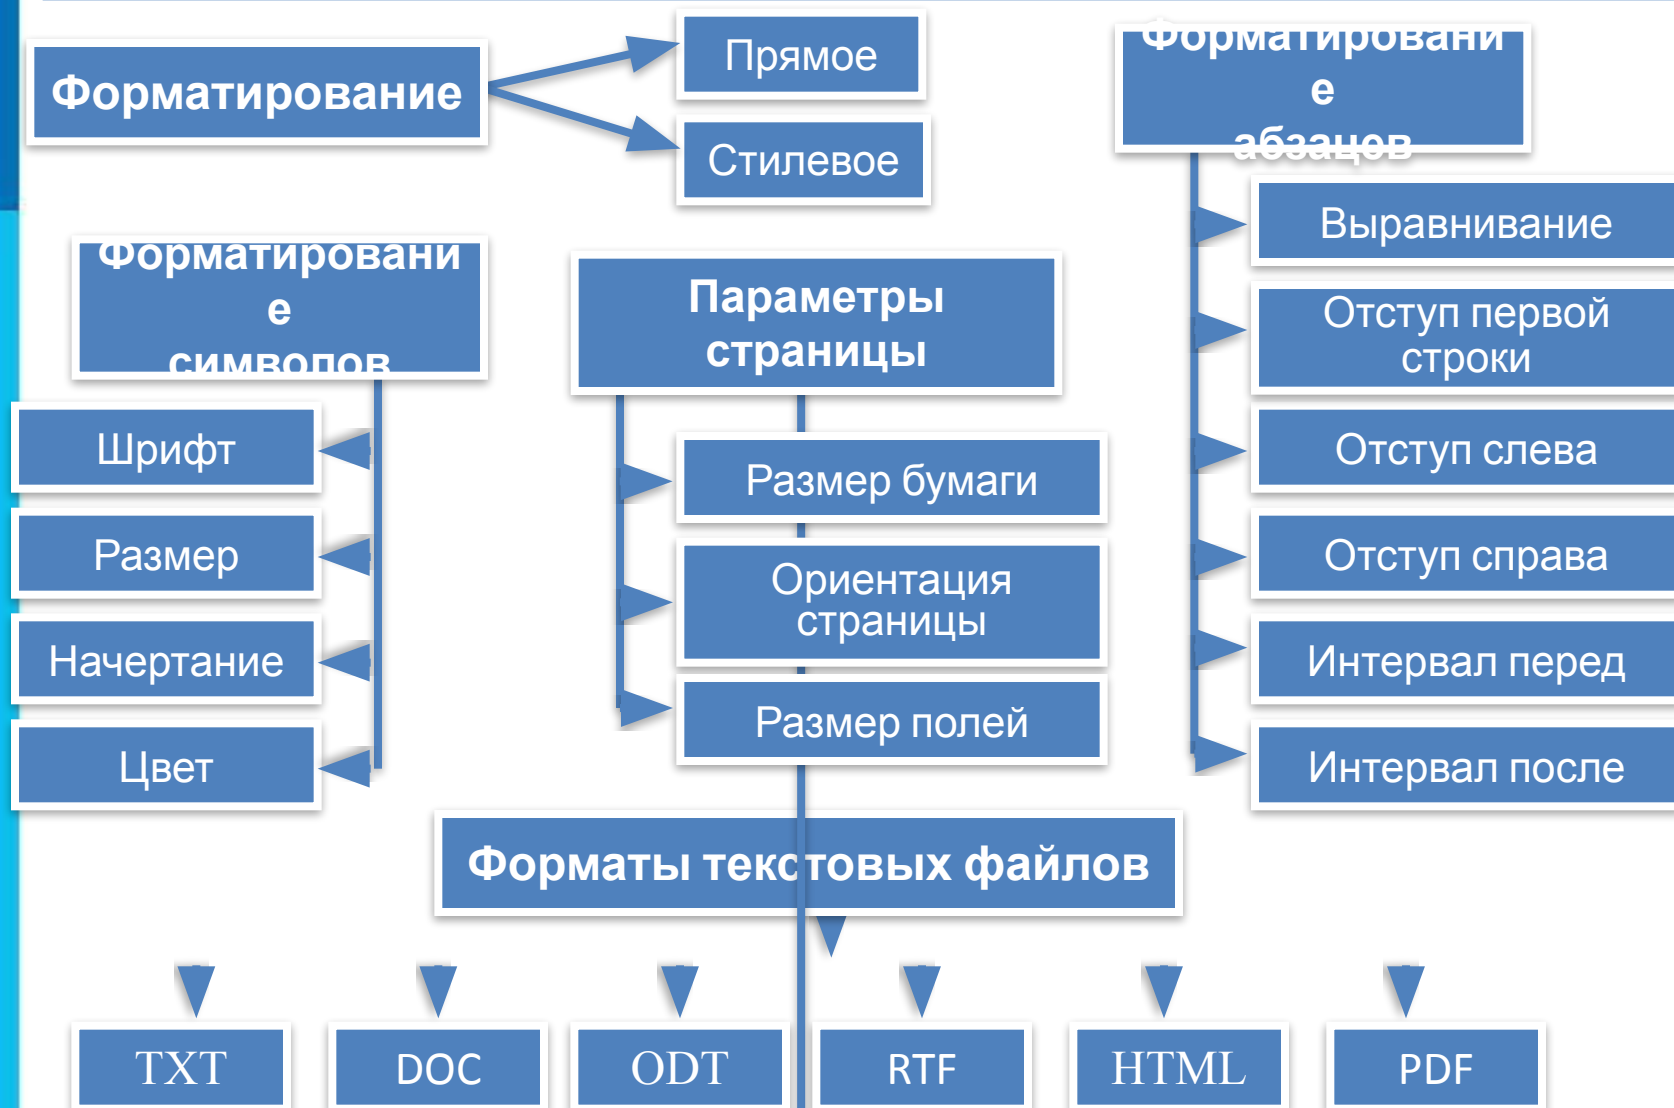 Форматирование
Прямое
Стилевое
Форматировани
е
абзацев
Выравнивание
Отступ первой
строки
Отступ слева
Отступ справа
Интервал перед
Интервал после
Форматировани
е
символов
Шрифт
Размер
Начертание
Цвет
Параметры
страницы
Размер бумаги
Ориентация
страницы
Размер полей
Форматы текстовых файлов
TXT
DOC
ODT
RTF
HTML
PDF